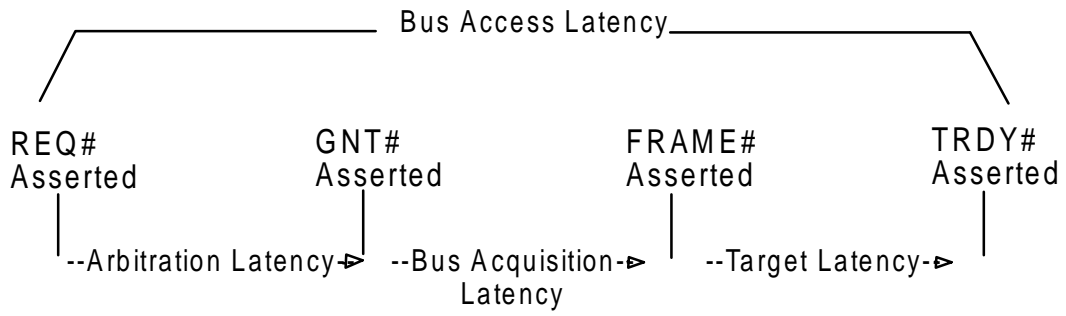 Bus Access Latency
REQ# GNT# FRAME# TRDY#
Asserted Asserted Asserted Asserted
--Arbitration Latency- --Bus Acquisition- --Target Latency-
Latency